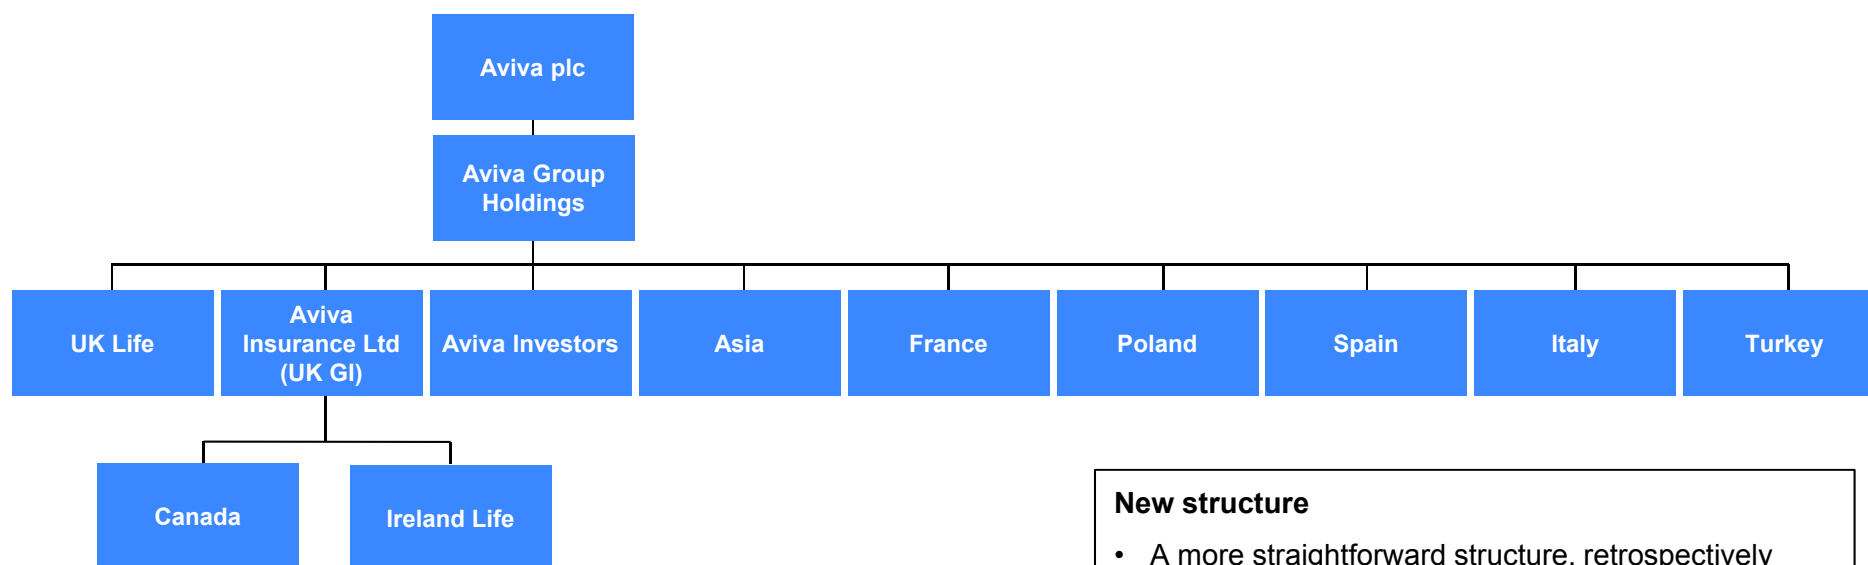 Aviva plc
Aviva Group
Holdings
UK Life
Aviva
Insurance Ltd
(UK GI)
Aviva Investors
Asia
France
Poland
Spain
Italy
Turkey
Canada
Ireland Life
New structure
• A more straightforward structure, retrospectively